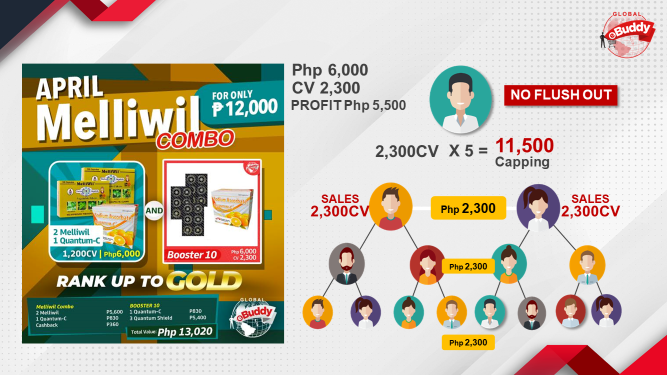 GLOBAL
eBuddy
APRIL
Melliwil
COMBO
FOR ONLY
₱12,000
MelliWil
2 Melliwil
1 Quantum-C
1,200CV | Php6,000
AND
Booster 10
Php 6,000
CV 2,300
RANK UP TO GOLD
Melliwil Combo
2 Melliwil P5,600
1 Quantum-C P830
Cashback P360
BOOSTER 10
1 Quantum-C P830
3 Quantum Shield P5,400
Total Value: Php 13,020
GLOBAL
eBuddy
Php 6,000
CV 2,300
PROFIT Php 5,500
NO FLUSH OUT
2,300CV X 5 = 11,500
Capping
SALES
2,300CV
Php 2,300
SALES
2,300CV
Php 2,300
Php 2,300